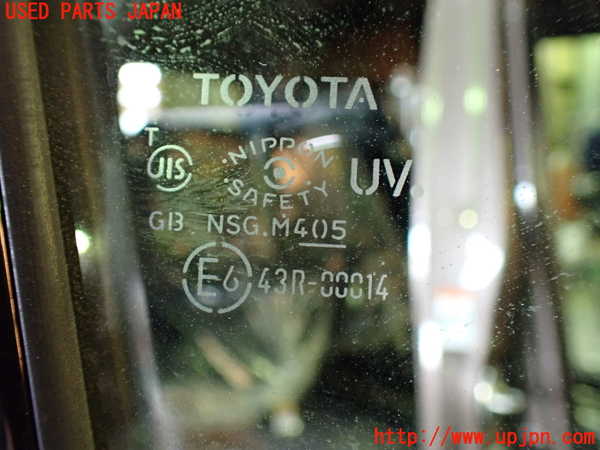 USED PARTS JAPAN
TOYOTA
T
JIS
NIPPON
SAFETY
UV
GB NSG.M405
E6 43R-00014
http://www.upjpn.com